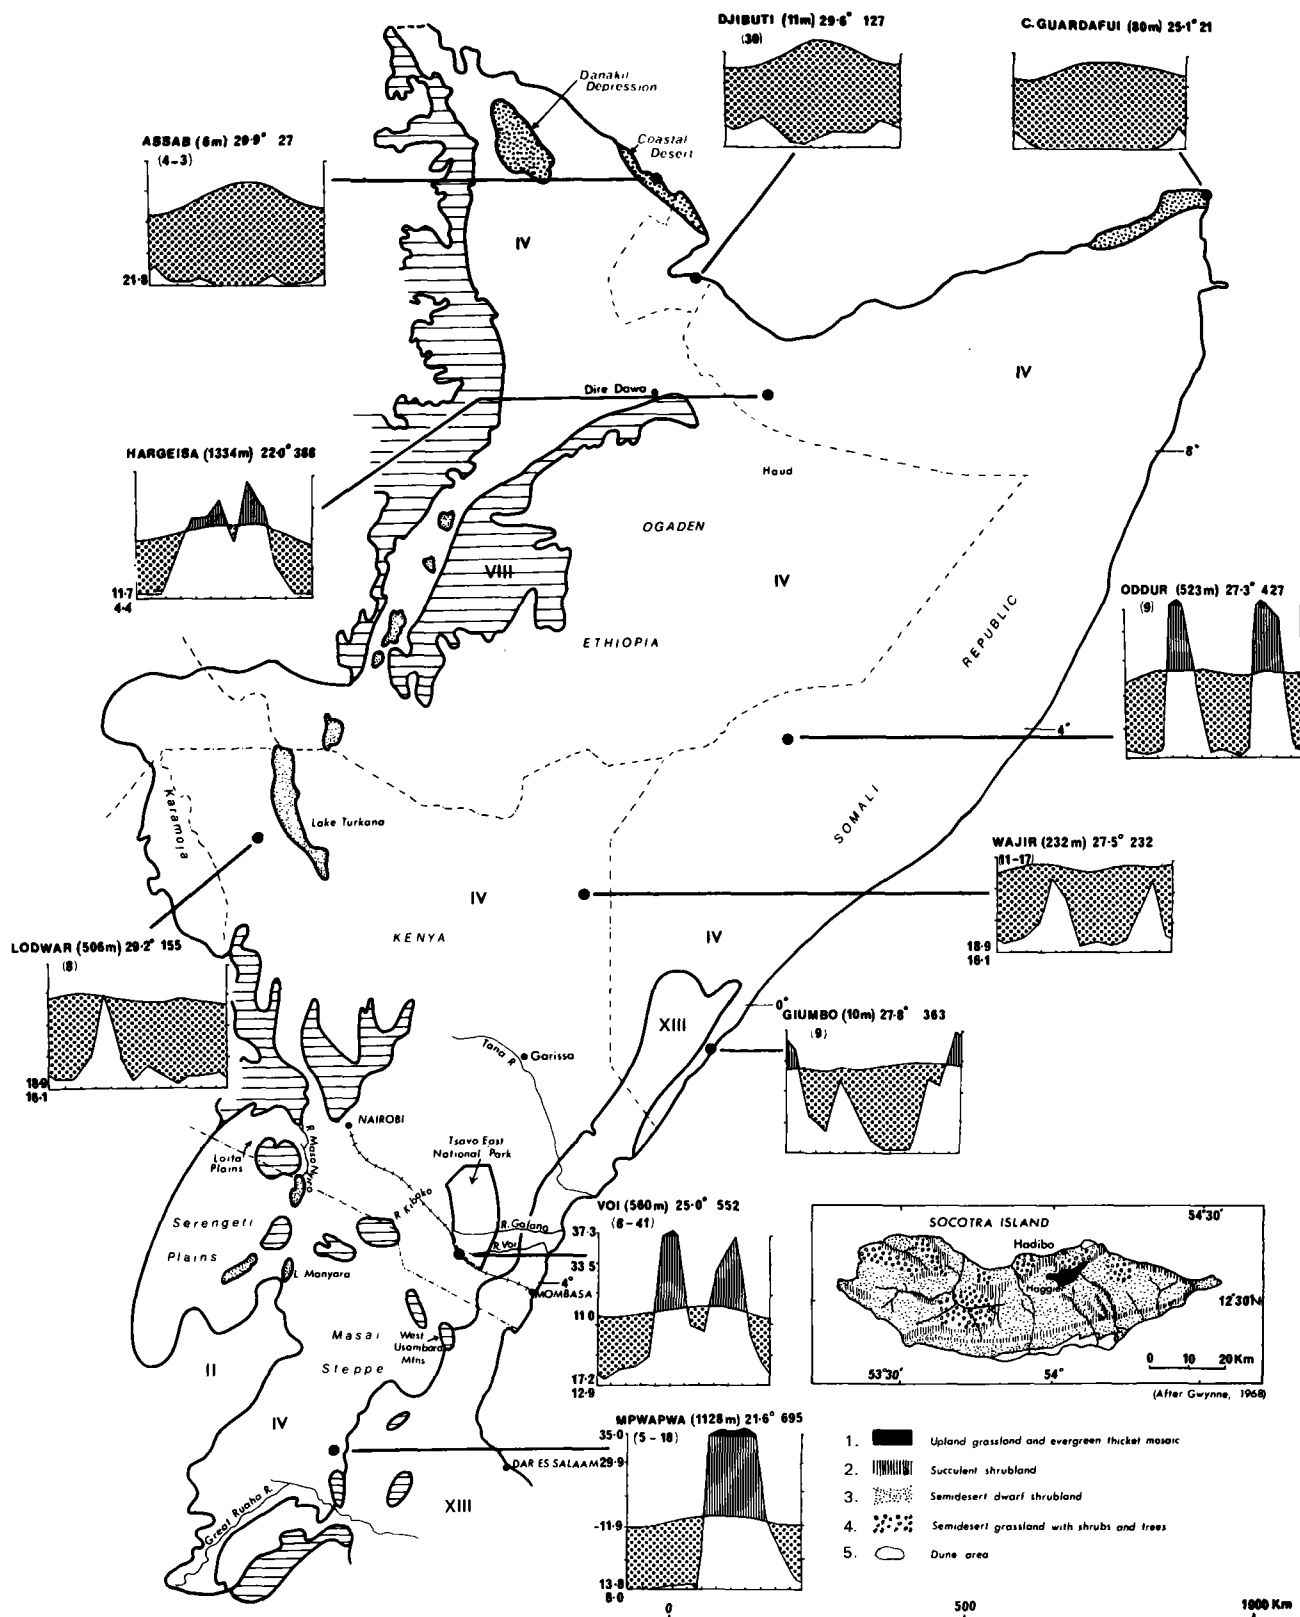 DJIBUTI (11m) 29·6° 127
(30)
C.GUARDAFUI (80m) 25·1° 21
Danakil
Depression
ASSAB (6m) 29·9° 27
(4-3)
21·8
Coastal
Desert
IV
IV
Dire Dawa
HARGEISA (1334m) 22·0° 388
11·7
4·4
Haud
8°
OGADEN
VIII
IV
ETHIOPIA
REPUBLIC
ODDUR (523m) 27·3° 427
(9)
4°
Karamoja
Lake Turkana
SOMALI
WAJIR (232m) 27·5° 232
(11-17)
18·9
16·1
IV
KENYA
IV
LODWAR (506m) 29·2° 155
(8)
18·9
16·1
XIII
0°
GIUMBO (10m) 27·8° 363
(9)
Tana R.
Garissa
NAIROBI
R Masa Nyiro
Loita
Plains
Tsavo East
National Park
R Kiboko
R. Galana
R. Voi
Serengeti
Plains
L Manyara
4°
MOMBASA
VOI (560m) 25·0° 552
(6-41)
37·3
33·5
11·0
17·2
12·9
SOCOTRA ISLAND
54°30'
Hadibo
Haggier
12°30'N
53°30'
54°
0 10 20 Km
(After Gwynne, 1968)
Masai
Steppe
West
Usambara
Mtns
II
IV
MPWAPWA (1128m) 21·6° 695
(5-18)
35·0
29·9
-11·9
13·8
8·0
DAR ES SALAAM
Great Ruaha R.
XIII
1. Upland grassland and evergreen thicket mosaic
2. Succulent shrubland
3. Semidesert dwarf shrubland
4. Semidesert grassland with shrubs and trees
5. Dune area
0 500 1000 Km